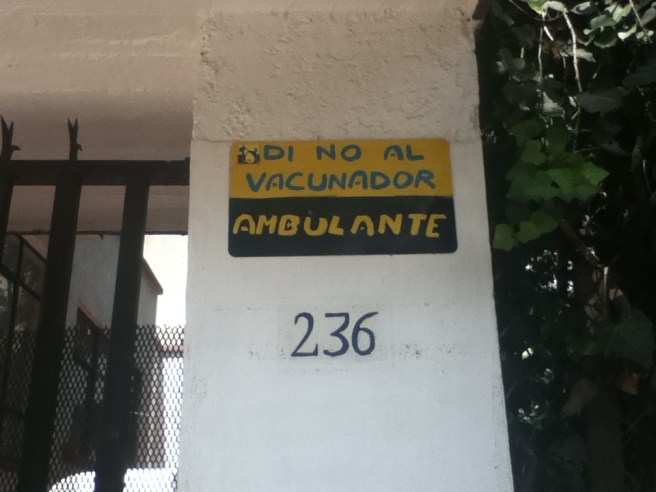 DI NO AL
VACUNADOR
AMBULANTE
236